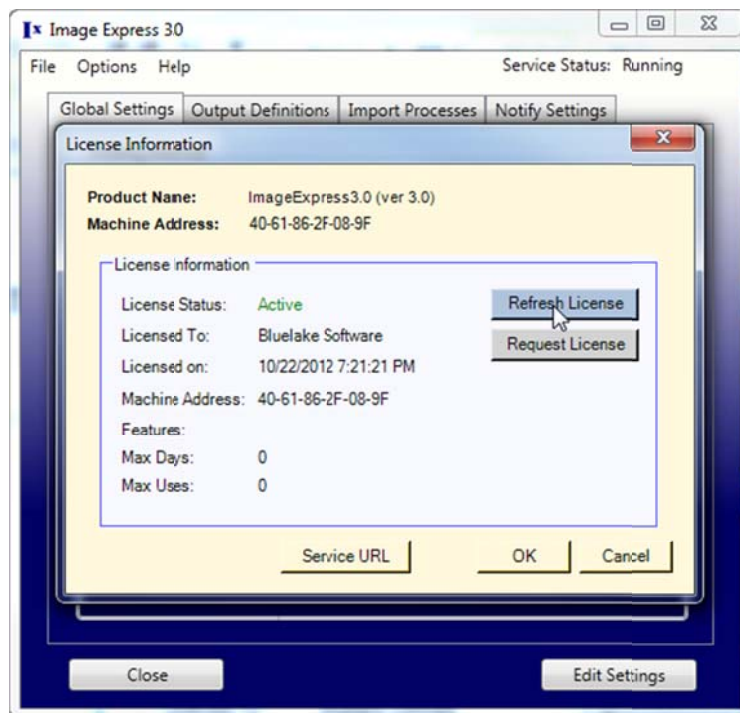 Ix Image Express 3.0
File Options Help Service Status: Running
Global Settings Output Definitions Import Processes Notify Settings
License Information
Product Name: ImageExpress3.0 (ver 3.0)
Machine Address: 40-61-86-2F-08-9F
License Information
License Status: Active Refresh License
Licensed To: Bluelake Software Request License
Licensed on: 10/22/2012 7:21:21 PM
Machine Address: 40-61-86-2F-08-9F
Features:
Max Days: 0
Max Uses: 0
Service URL OK Cancel
Close Edit Settings